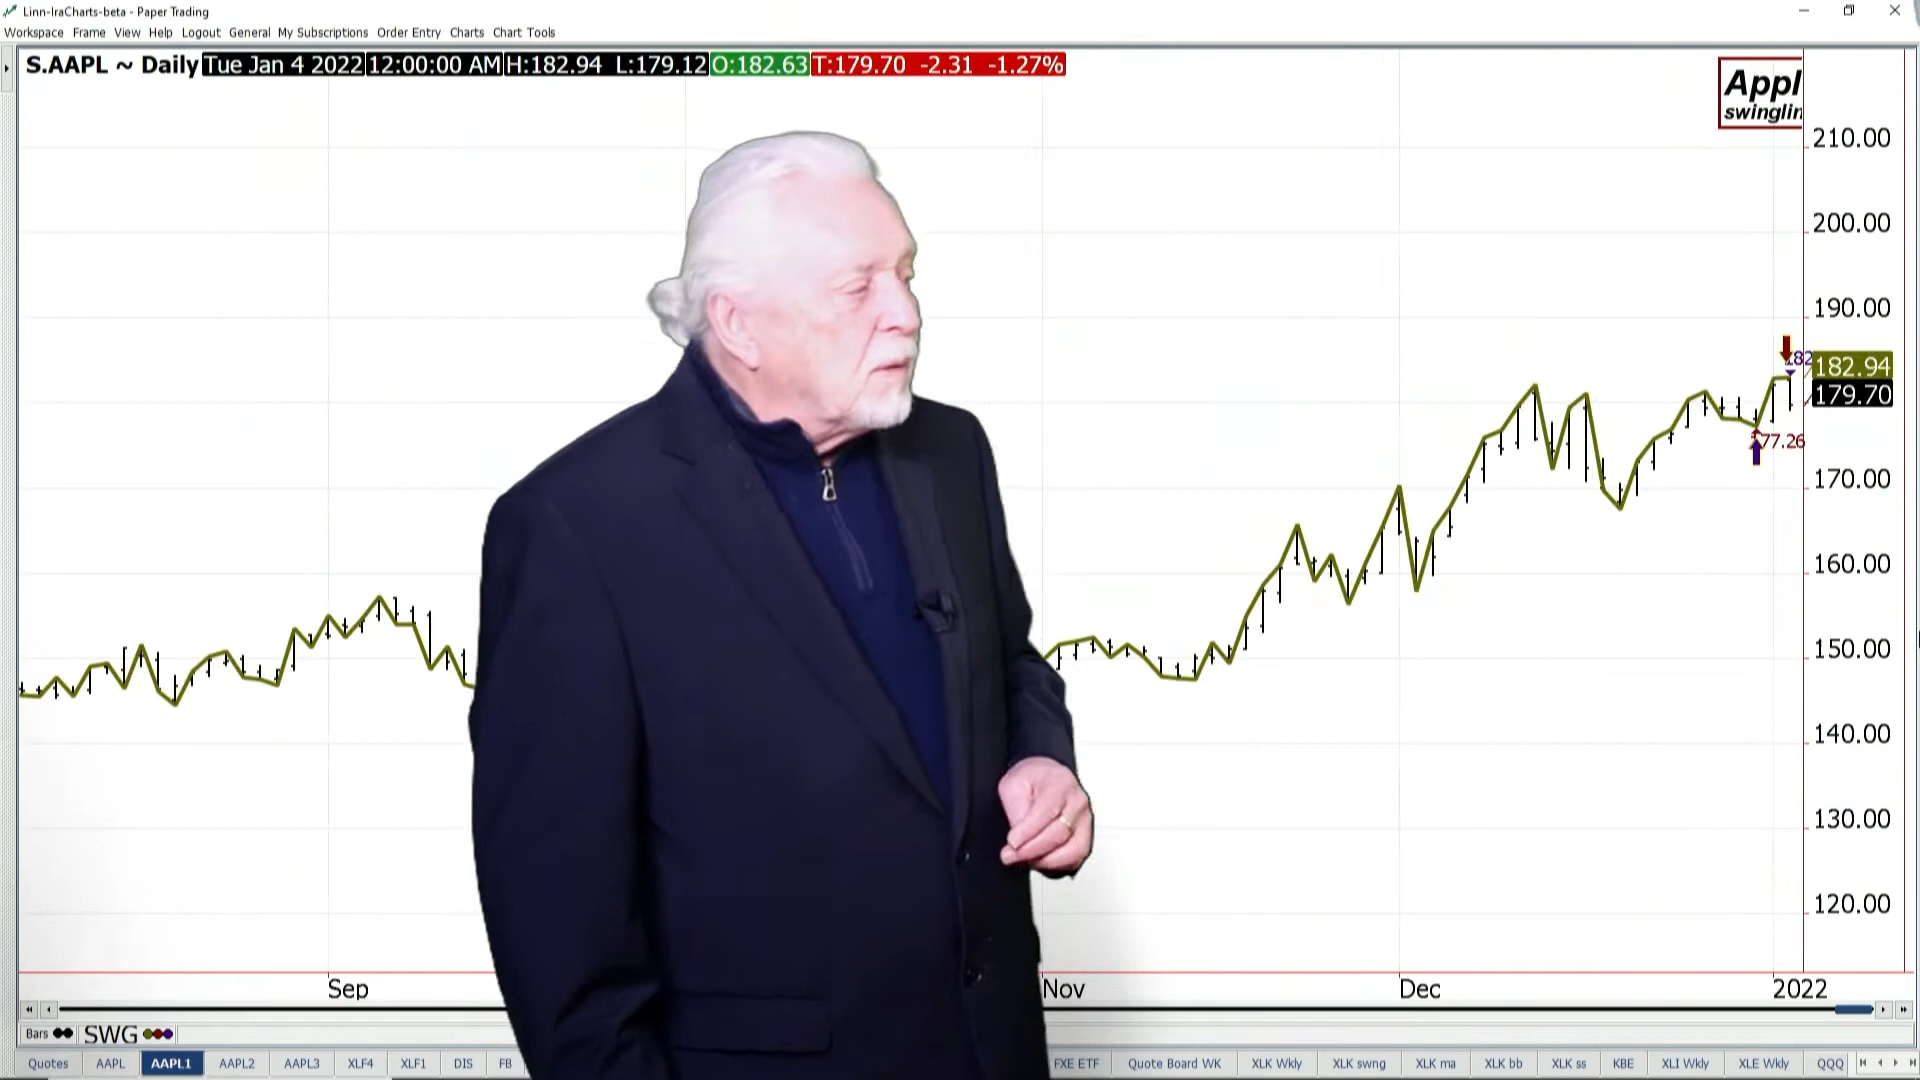 Linn-IraCharts-beta - Paper Trading
Workspace Frame View Help Logout General My Subscriptions Order Entry Charts Chart Tools
S.AAPL ~ Daily Tue Jan 4 2022 12:00:00 AM H:182.94 L:179.12 O:182.63 T:179.70 -2.31 -1.27%
Appl
swinglin
210.00
200.00
190.00
182
182.94
179.70
77.26
170.00
160.00
150.00
140.00
130.00
120.00
Sep Nov Dec 2022
Bars SWG
Quotes AAPL AAPL1 AAPL2 AAPL3 XLF4 XLF1 DIS FB FXE ETF Quote Board WK XLK Wkly XLK swng XLK ma XLK bb XLK ss KBE XLI Wkly XLE Wkly QQQ